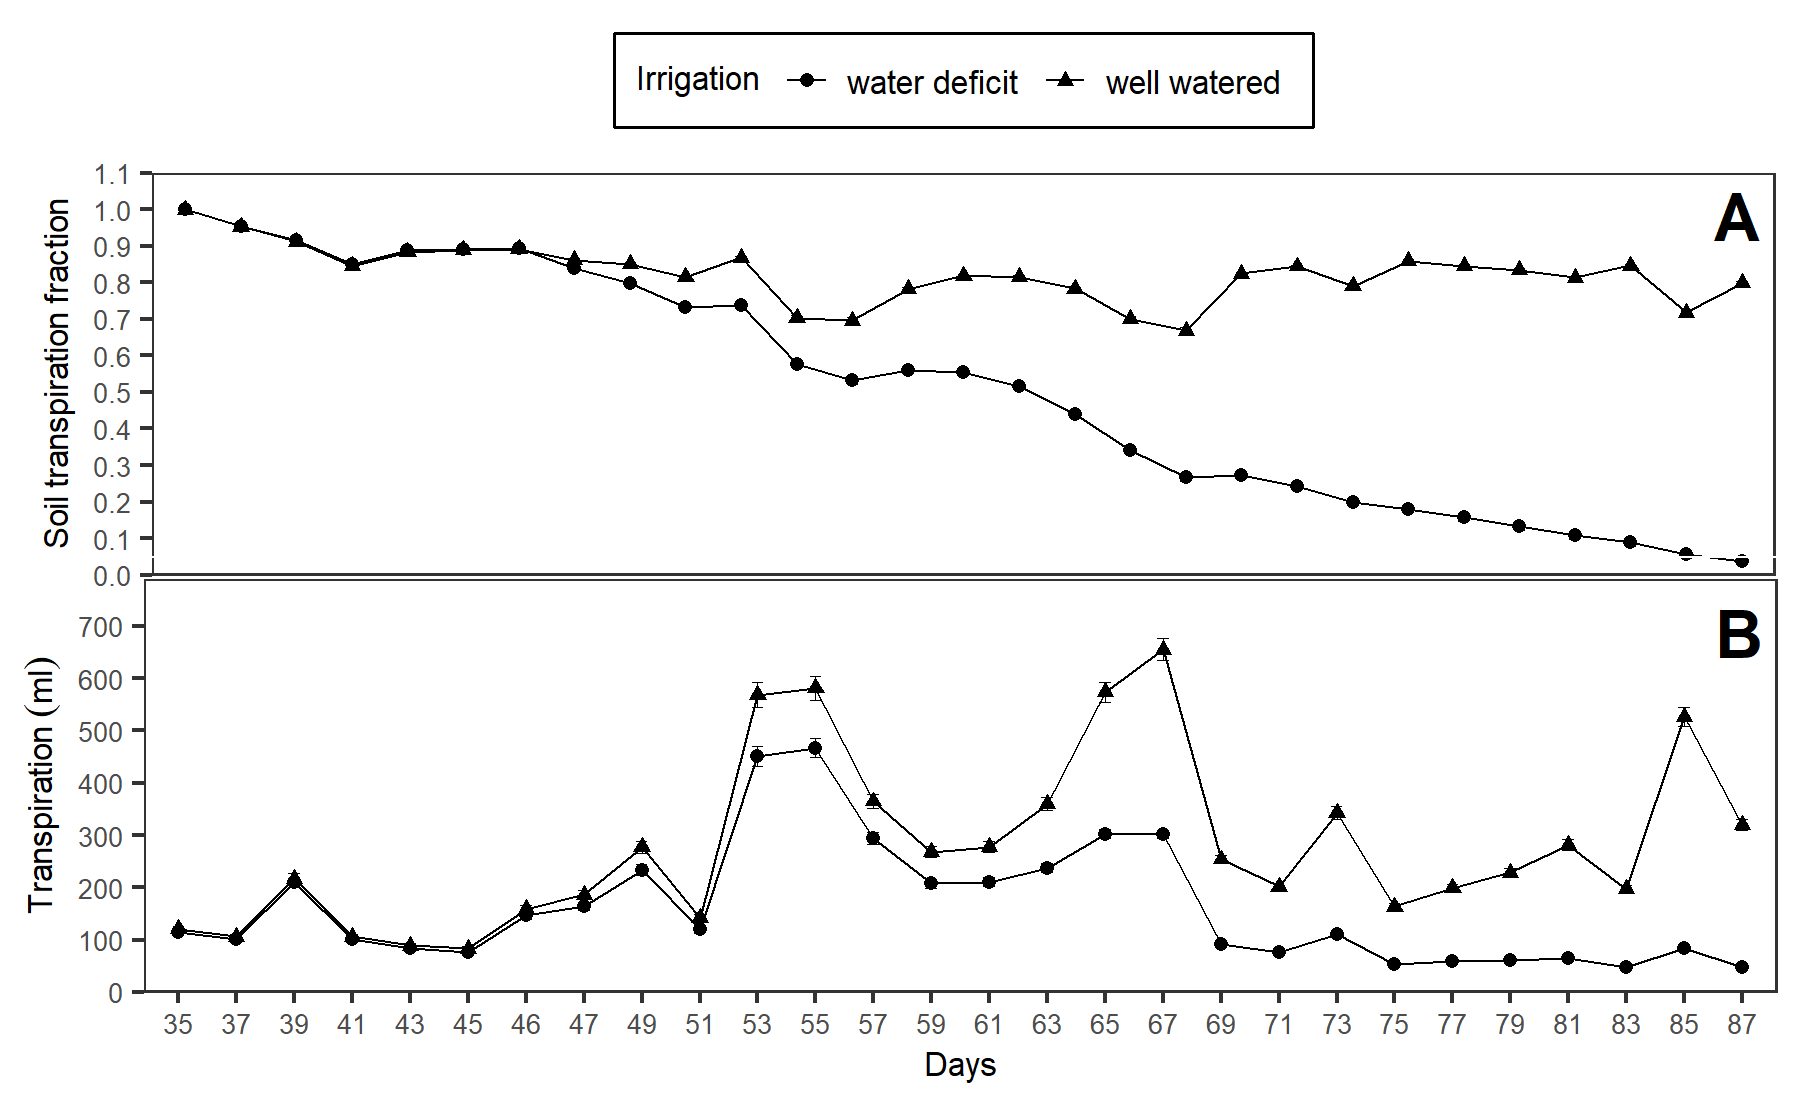 Irrigation water deficit well watered
A
Soil transpiration fraction
1.1
1.0
0.9
0.8
0.7
0.6
0.5
0.4
0.3
0.2
0.1
0.0
B
Transpiration (ml)
700
600
500
400
300
200
100
0
35 37 39 41 43 45 46 47 49 51 53 55 57 59 61 63 65 67 69 71 73 75 77 79 81 83 85 87
Days